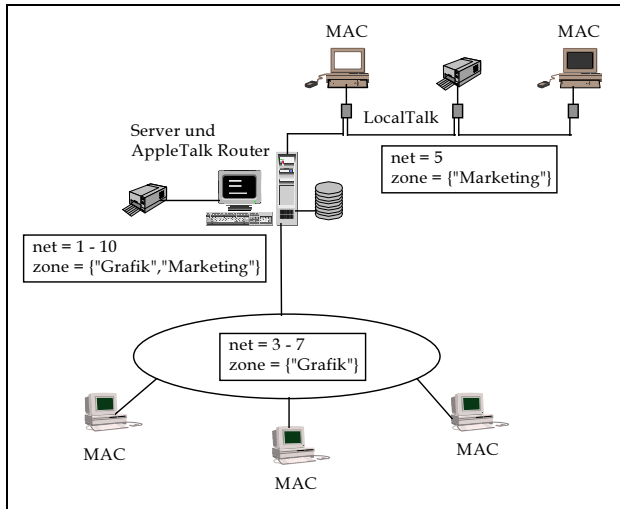 MAC
MAC
LocalTalk
Server und
AppleTalk Router
net = 5
zone = {"Marketing"}
net = 1 - 10
zone = {"Grafik","Marketing"}
net = 3 - 7
zone = {"Grafik"}
MAC
MAC
MAC